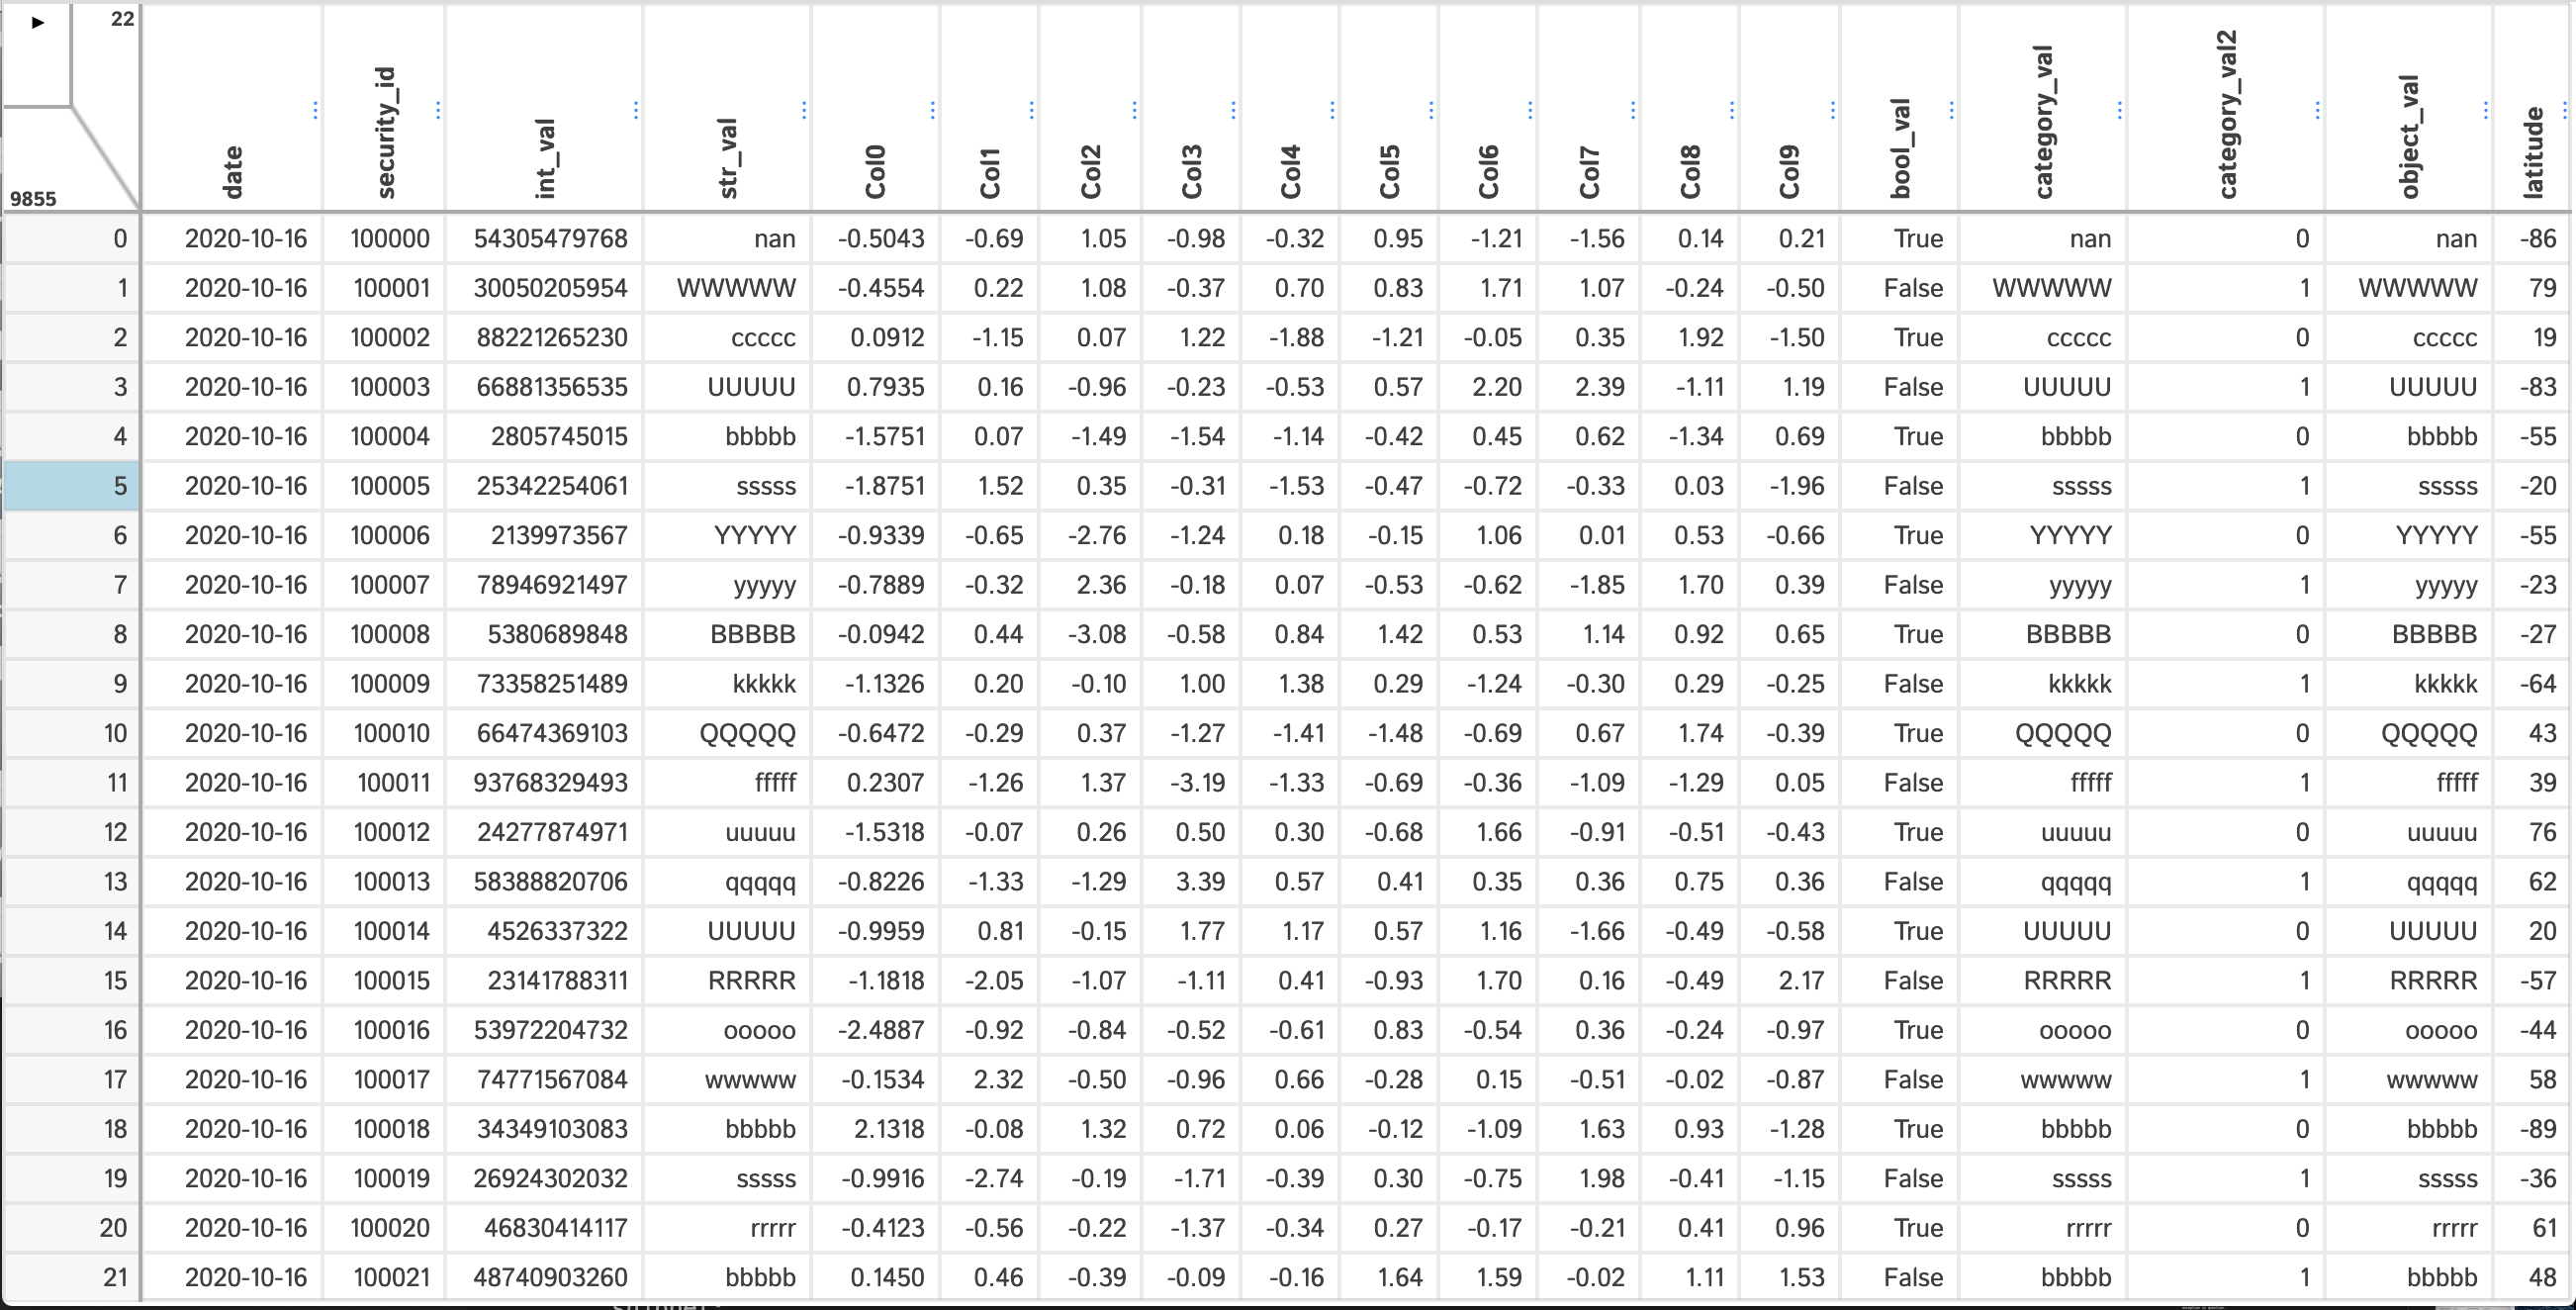 ► 22
9855 date security_id int_val str_val Col0 Col1 Col2 Col3 Col4 Col5 Col6 Col7 Col8 Col9 bool_val category_val category_val2 object_val latitude
0 2020-10-16 100000 54305479768 nan -0.5043 -0.69 1.05 -0.98 -0.32 0.95 -1.21 -1.56 0.14 0.21 True nan 0 nan -86
1 2020-10-16 100001 30050205954 WWWWW -0.4554 0.22 1.08 -0.37 0.70 0.83 1.71 1.07 -0.24 -0.50 False WWWWW 1 WWWWW 79
2 2020-10-16 100002 88221265230 ccccc 0.0912 -1.15 0.07 1.22 -1.88 -1.21 -0.05 0.35 1.92 -1.50 True ccccc 0 ccccc 19
3 2020-10-16 100003 66881356535 UUUUU 0.7935 0.16 -0.96 -0.23 -0.53 0.57 2.20 2.39 -1.11 1.19 False UUUUU 1 UUUUU -83
4 2020-10-16 100004 2805745015 bbbbb -1.5751 0.07 -1.49 -1.54 -1.14 -0.42 0.45 0.62 -1.34 0.69 True bbbbb 0 bbbbb -55
5 2020-10-16 100005 25342254061 sssss -1.8751 1.52 0.35 -0.31 -1.53 -0.47 -0.72 -0.33 0.03 -1.96 False sssss 1 sssss -20
6 2020-10-16 100006 2139973567 YYYYY -0.9339 -0.65 -2.76 -1.24 0.18 -0.15 1.06 0.01 0.53 -0.66 True YYYYY 0 YYYYY -55
7 2020-10-16 100007 78946921497 yyyyy -0.7889 -0.32 2.36 -0.18 0.07 -0.53 -0.62 -1.85 1.70 0.39 False yyyyy 1 yyyyy -23
8 2020-10-16 100008 5380689848 BBBBB -0.0942 0.44 -3.08 -0.58 0.84 1.42 0.53 1.14 0.92 0.65 True BBBBB 0 BBBBB -27
9 2020-10-16 100009 73358251489 kkkkk -1.1326 0.20 -0.10 1.00 1.38 0.29 -1.24 -0.30 0.29 -0.25 False kkkkk 1 kkkkk -64
10 2020-10-16 100010 66474369103 QQQQQ -0.6472 -0.29 0.37 -1.27 -1.41 -1.48 -0.69 0.67 1.74 -0.39 True QQQQQ 0 QQQQQ 43
11 2020-10-16 100011 93768329493 fffff 0.2307 -1.26 1.37 -3.19 -1.33 -0.69 -0.36 -1.09 -1.29 0.05 False fffff 1 fffff 39
12 2020-10-16 100012 24277874971 uuuuu -1.5318 -0.07 0.26 0.50 0.30 -0.68 1.66 -0.91 -0.51 -0.43 True uuuuu 0 uuuuu 76
13 2020-10-16 100013 58388820706 qqqqq -0.8226 -1.33 -1.29 3.39 0.57 0.41 0.35 0.36 0.75 0.36 False qqqqq 1 qqqqq 62
14 2020-10-16 100014 4526337322 UUUUU -0.9959 0.81 -0.15 1.77 1.17 0.57 1.16 -1.66 -0.49 -0.58 True UUUUU 0 UUUUU 20
15 2020-10-16 100015 23141788311 RRRRR -1.1818 -2.05 -1.07 -1.11 0.41 -0.93 1.70 0.16 -0.49 2.17 False RRRRR 1 RRRRR -57
16 2020-10-16 100016 53972204732 ooooo -2.4887 -0.92 -0.84 -0.52 -0.61 0.83 -0.54 0.36 -0.24 -0.97 True ooooo 0 ooooo -44
17 2020-10-16 100017 74771567084 wwwww -0.1534 2.32 -0.50 -0.96 0.66 -0.28 0.15 -0.51 -0.02 -0.87 False wwwww 1 wwwww 58
18 2020-10-16 100018 34349103083 bbbbb 2.1318 -0.08 1.32 0.72 0.06 -0.12 -1.09 1.63 0.93 -1.28 True bbbbb 0 bbbbb -89
19 2020-10-16 100019 26924302032 sssss -0.9916 -2.74 -0.19 -1.71 -0.39 0.30 -0.75 1.98 -0.41 -1.15 False sssss 1 sssss -36
20 2020-10-16 100020 46830414117 rrrrr -0.4123 -0.56 -0.22 -1.37 -0.34 0.27 -0.17 -0.21 0.41 0.96 True rrrrr 0 rrrrr 61
21 2020-10-16 100021 48740903260 bbbbb 0.1450 0.46 -0.39 -0.09 -0.16 1.64 1.59 -0.02 1.11 1.53 False bbbbb 1 bbbbb 48